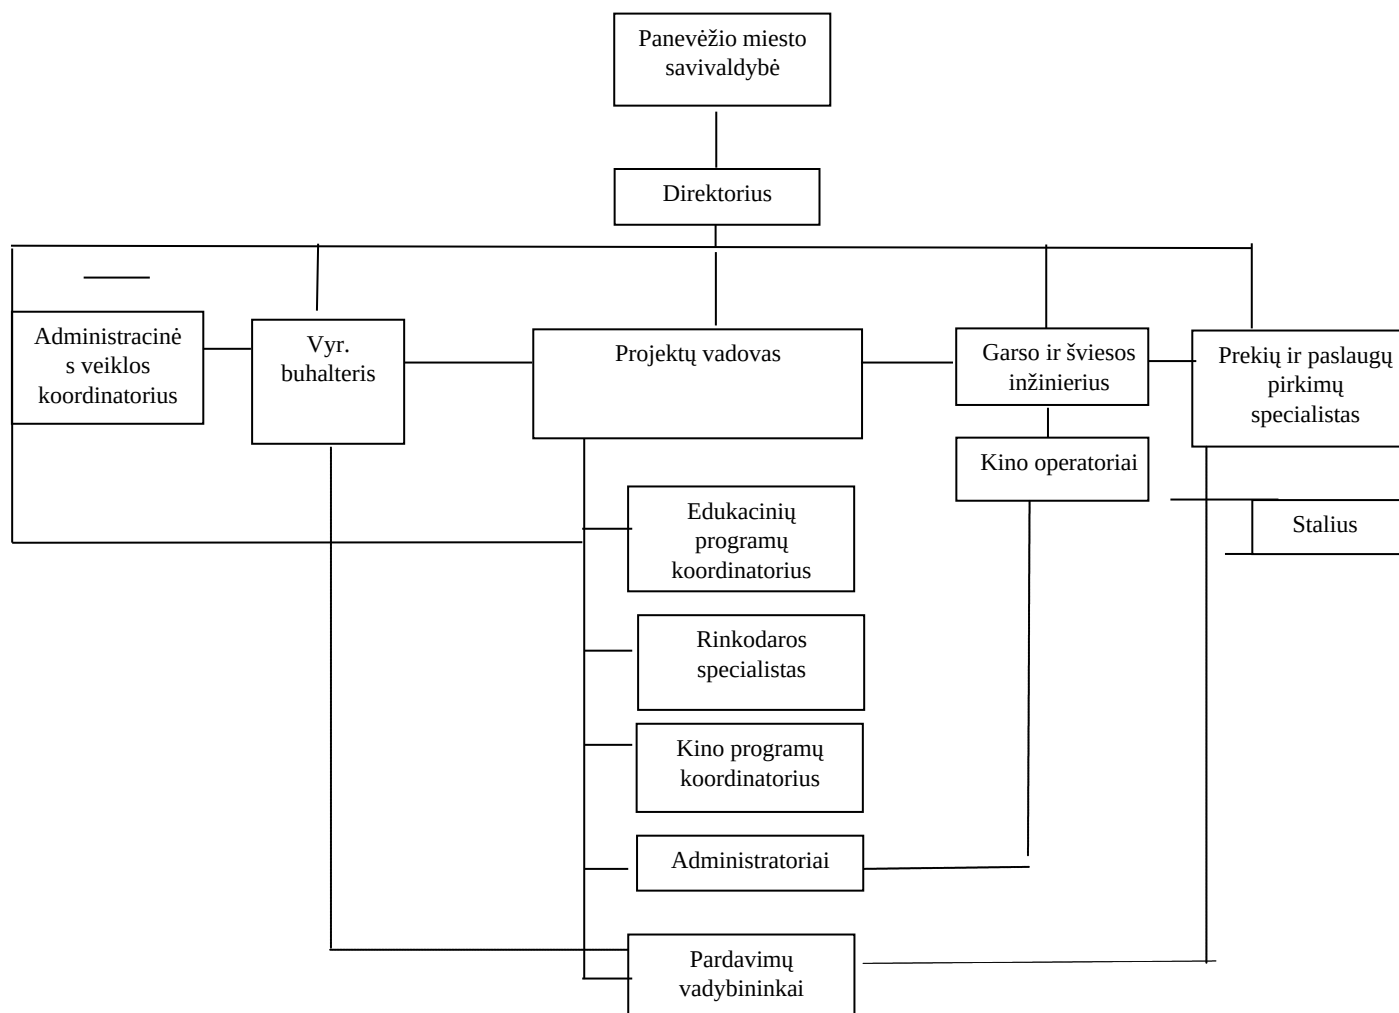 Panevėžio miesto
savivaldybė
Direktorius
Administracinė
s veiklos
koordinatorius
Vyr.
buhalteris
Projektų vadovas
Garso ir šviesos
inžinierius
Prekių ir paslaugų
pirkimų
specialistas
Kino operatoriai
Stalius
Edukacinių
programų
koordinatorius
Rinkodaros
specialistas
Kino programų
koordinatorius
Administratoriai
Pardavimų
vadybininkai